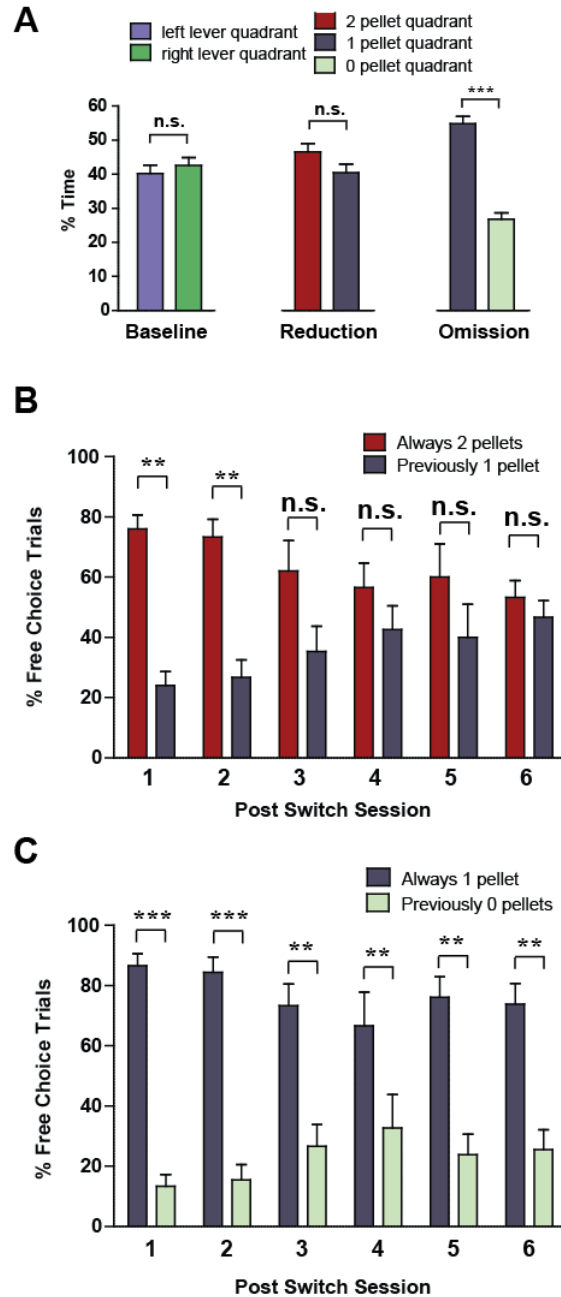 A
left lever quadrant
right lever quadrant
2 pellet quadrant
1 pellet quadrant
0 pellet quadrant
% Time
60
50
40
30
20
10
0
n.s.
n.s.
***
Baseline
Reduction
Omission
B
Always 2 pellets
Previously 1 pellet
% Free Choice Trials
100
80
60
40
20
0
**
**
n.s.
n.s.
n.s.
n.s.
1 2 3 4 5 6
Post Switch Session
C
Always 1 pellet
Previously 0 pellets
% Free Choice Trials
100
80
60
40
20
0
***
***
**
**
**
**
1 2 3 4 5 6
Post Switch Session